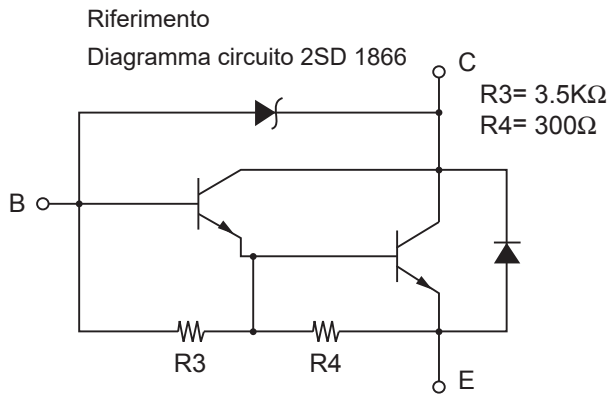 Riferimento
Diagramma circuito 2SD 1866
C
R3= 3.5KΩ
R4= 300Ω
B
R3
R4
E